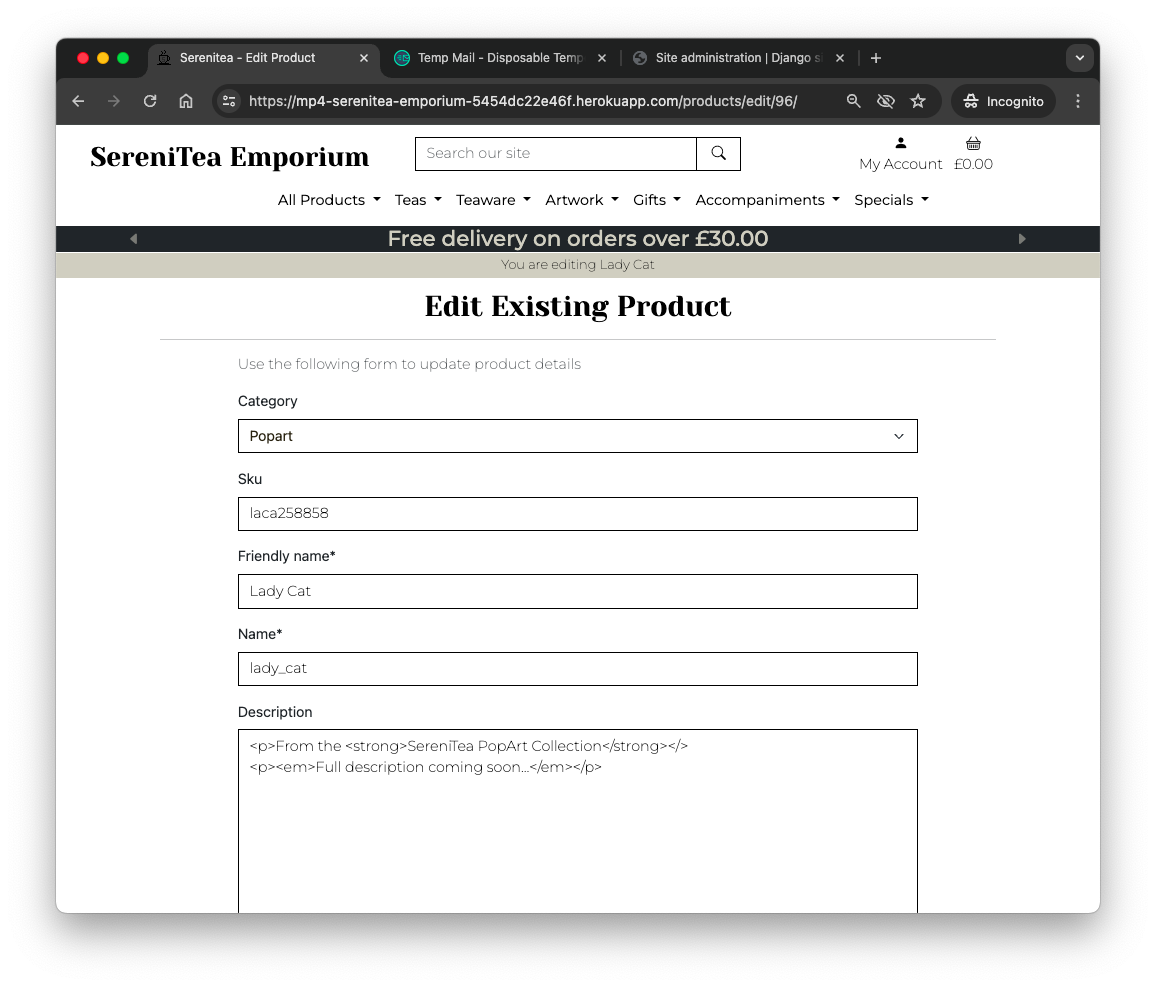 Serenitea - Edit Product
Temp Mail - Disposable Temp
Site administration | Django si
https://mp4-serenitea-emporium-5454dc22e46f.herokuapp.com/products/edit/96/
Incognito
SereniTea Emporium
Search our site
My Account
£0.00
All Products
Teas
Teaware
Artwork
Gifts
Accompaniments
Specials
Free delivery on orders over £30.00
You are editing Lady Cat
Edit Existing Product
Use the following form to update product details
Category
Popart
Sku
laca258858
Friendly name*
Lady Cat
Name*
lady_cat
Description
<p>From the <strong>SereniTea PopArt Collection</strong></>
<p><em>Full description coming soon...</em></p>